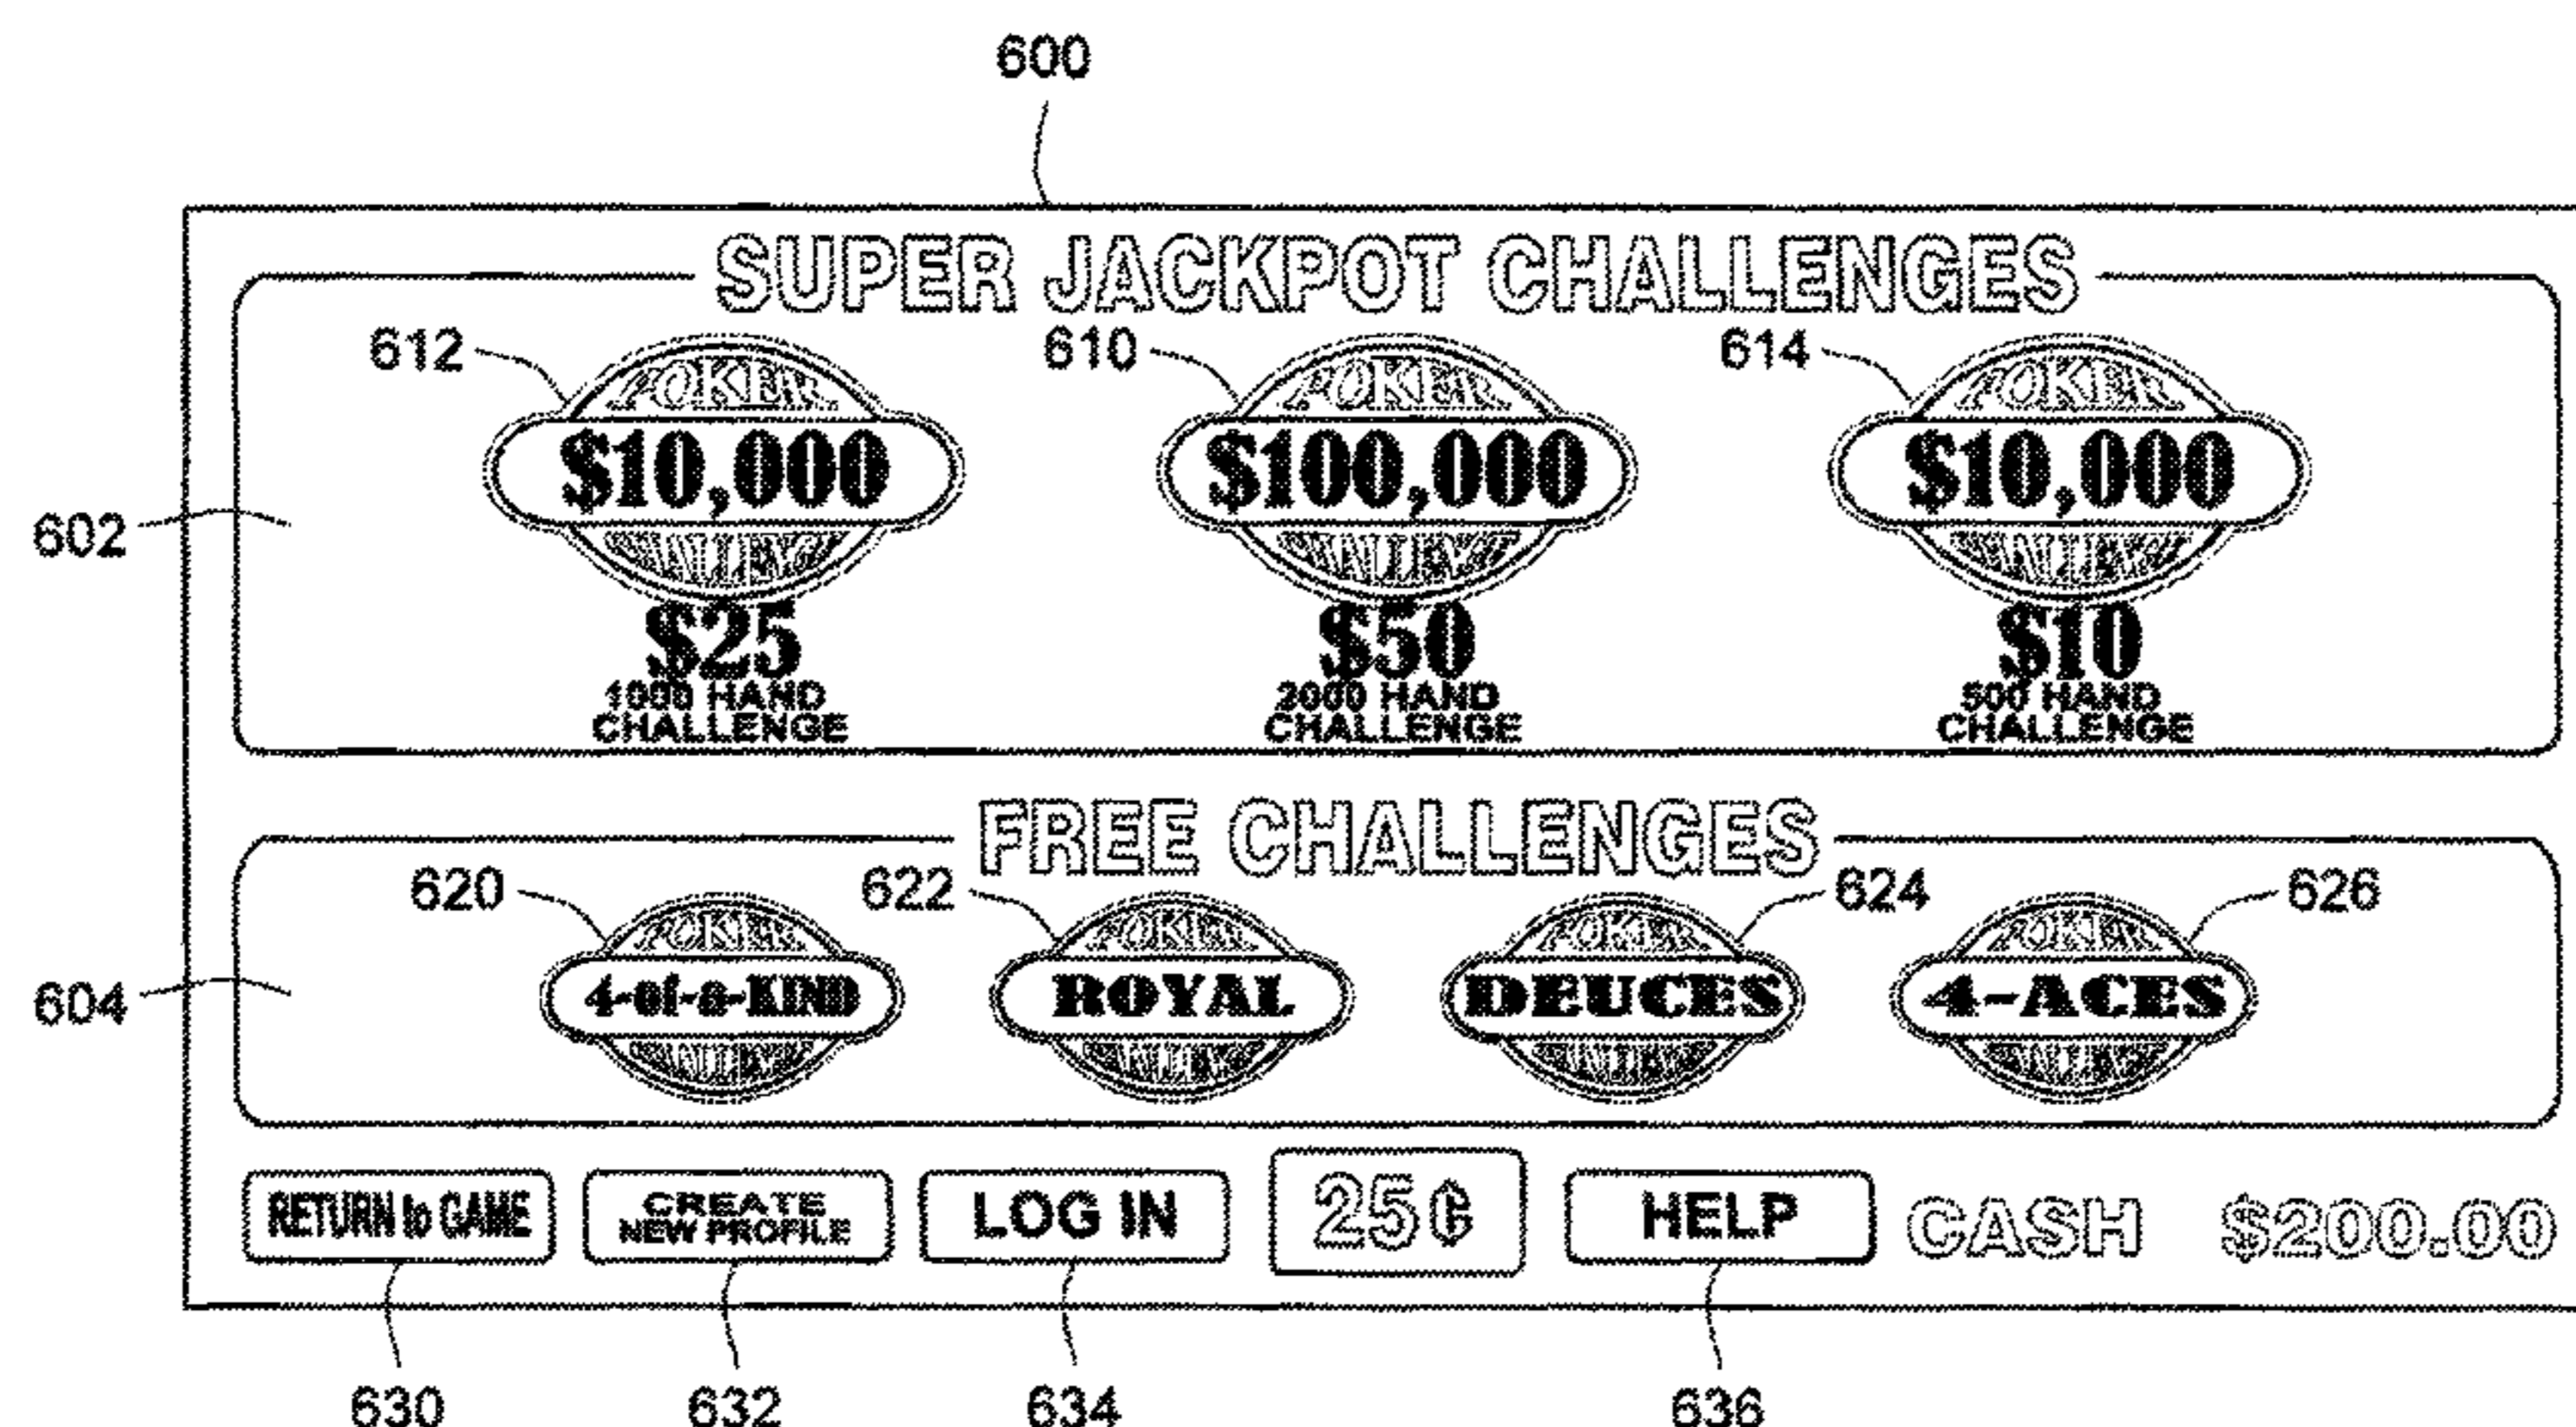 600
SUPER JACKPOT CHALLENGES
612 610 614
POKER POKER POKER
$10,000 $100,000 $10,000
602
$25 $50 $10
1000 HAND 2000 HAND 500 HAND
CHALLENGE CHALLENGE CHALLENGE
FREE CHALLENGES
620 622 624 626
POKER POKER POKER POKER
604 4-of-a-KIND ROYAL DEUCES 4-ACES
RETURN to GAME CREATE NEW PROFILE LOG IN 25¢ HELP CASH $200.00
630 632 634 636